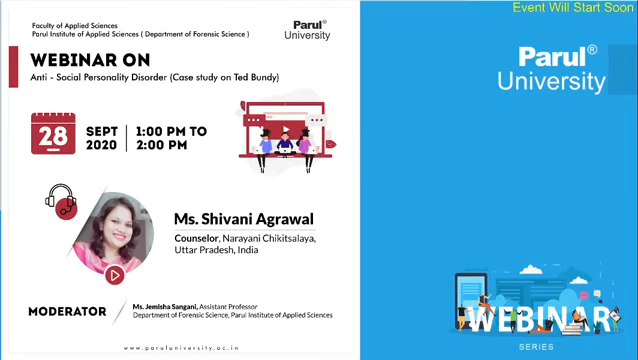 Event Will Start Soon
Faculty of Applied Sciences
Parul Institute of Applied Sciences ( Department of Forensic Science )
Parul®
University
WEBINAR ON
Anti - Social Personality Disorder (Case study on Ted Bundy)
28
SEPT
2020
1:00 PM TO
2:00 PM
Ms. Shivani Agrawal
Counselor, Narayani Chikitsalaya,
Uttar Pradesh, India
MODERATOR
Ms. Jemisha Sangani, Assistant Professor
Department of Forensic Science, Parul Institute of Applied Sciences
www.paruluniversity.ac.in
Parul®
University
WEBINAR
SERIES